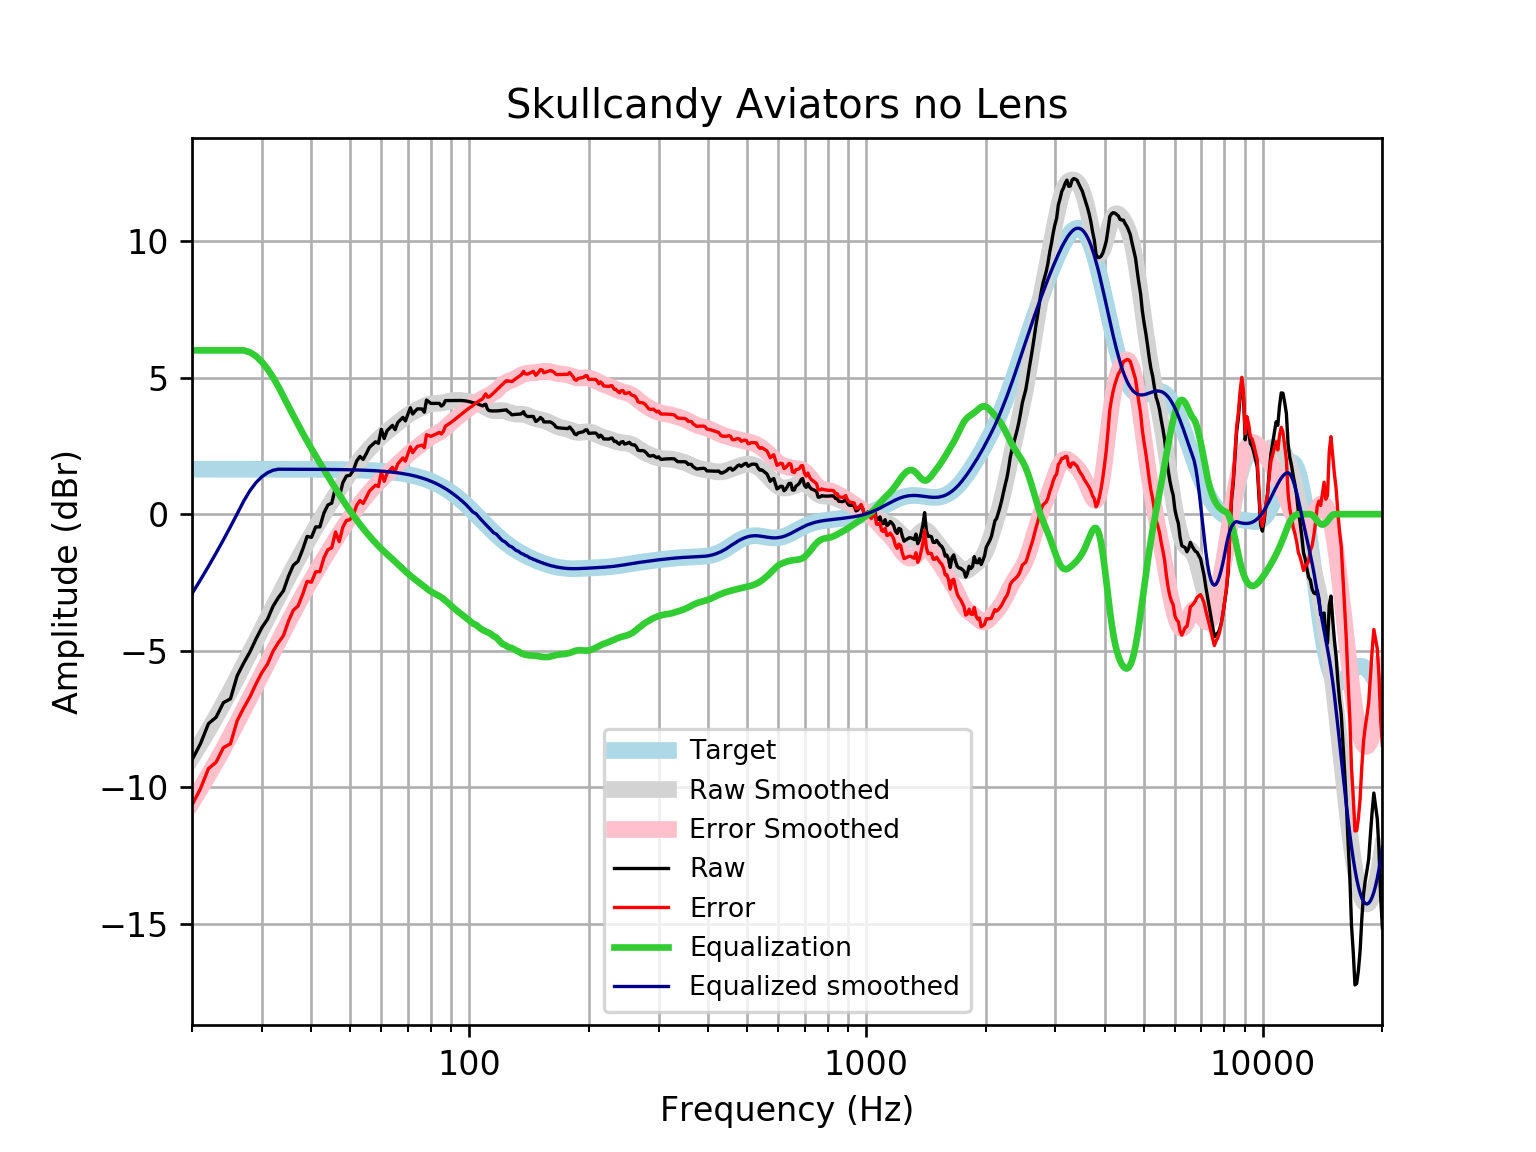 Skullcandy Aviators no Lens
Amplitude (dBr)
10
5
0
−5
−10
−15
Target
Raw Smoothed
Error Smoothed
Raw
Error
Equalization
Equalized smoothed
100 1000 10000
Frequency (Hz)